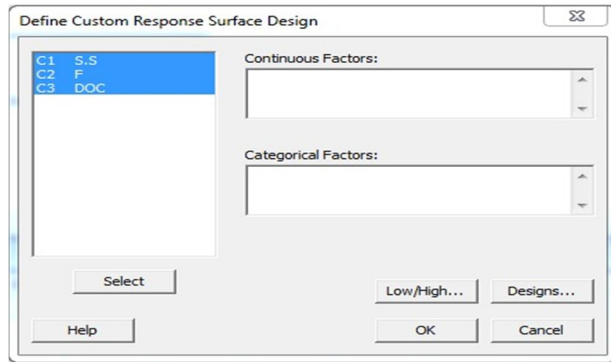 Define Custom Response Surface Design
C1 S.S
C2 F
C3 DOC
Continuous Factors:
Categorical Factors:
Select
Low/High...
Designs...
Help
OK
Cancel